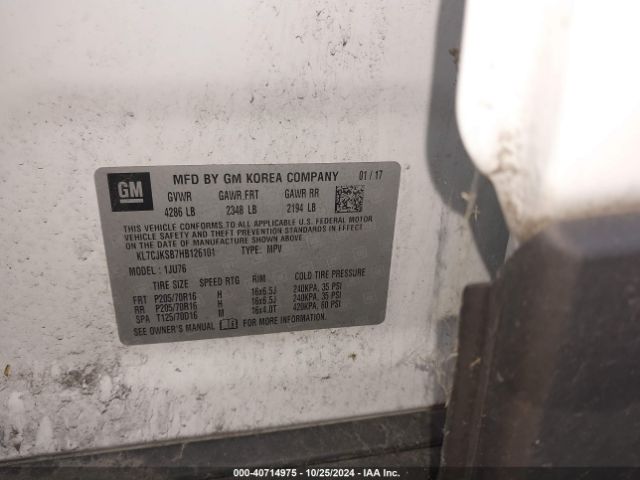 GM
MFD BY GM KOREA COMPANY 01/17
GVWR GAWR FRT GAWR RR
4286 LB 2348 LB 2194 LB
THIS VEHICLE CONFORMS TO ALL APPLICABLE U.S. FEDERAL MOTOR
VEHICLE SAFETY AND THEFT PREVENTION STANDARDS IN EFFECT
ON THE DATE OF MANUFACTURE SHOWN ABOVE.
KL7CJKSB7HB126101 TYPE: MPV
MODEL: 1JU76
TIRE SIZE SPEED RTG RIM COLD TIRE PRESSURE
FRT P205/70R16 H 16x6.5J 240KPA, 35 PSI
RR P205/70R16 H 16x6.5J 240KPA, 35 PSI
SPA T125/70D16 M 16x4.0T 420KPA, 60 PSI
SEE OWNER'S MANUAL FOR MORE INFORMATION.
000-40714975 - 10/25/2024 - IAA Inc.